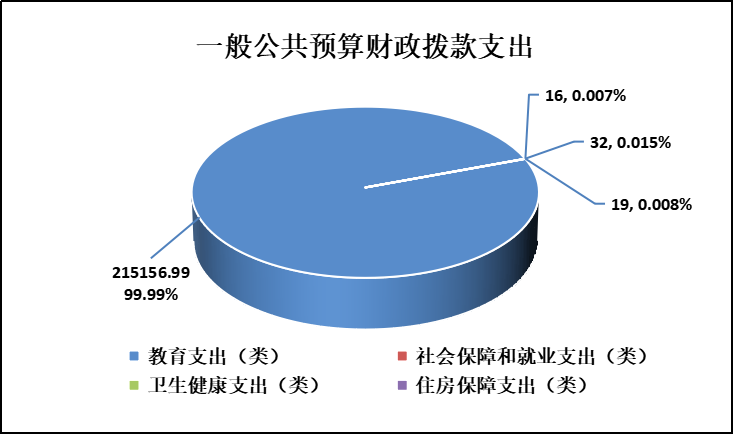 一般公共预算财政拨款支出
16, 0.007%
32, 0.015%
19, 0.008%
215156.99
99.99%
教育支出（类）
社会保障和就业支出（类）
卫生健康支出（类）
住房保障支出（类）